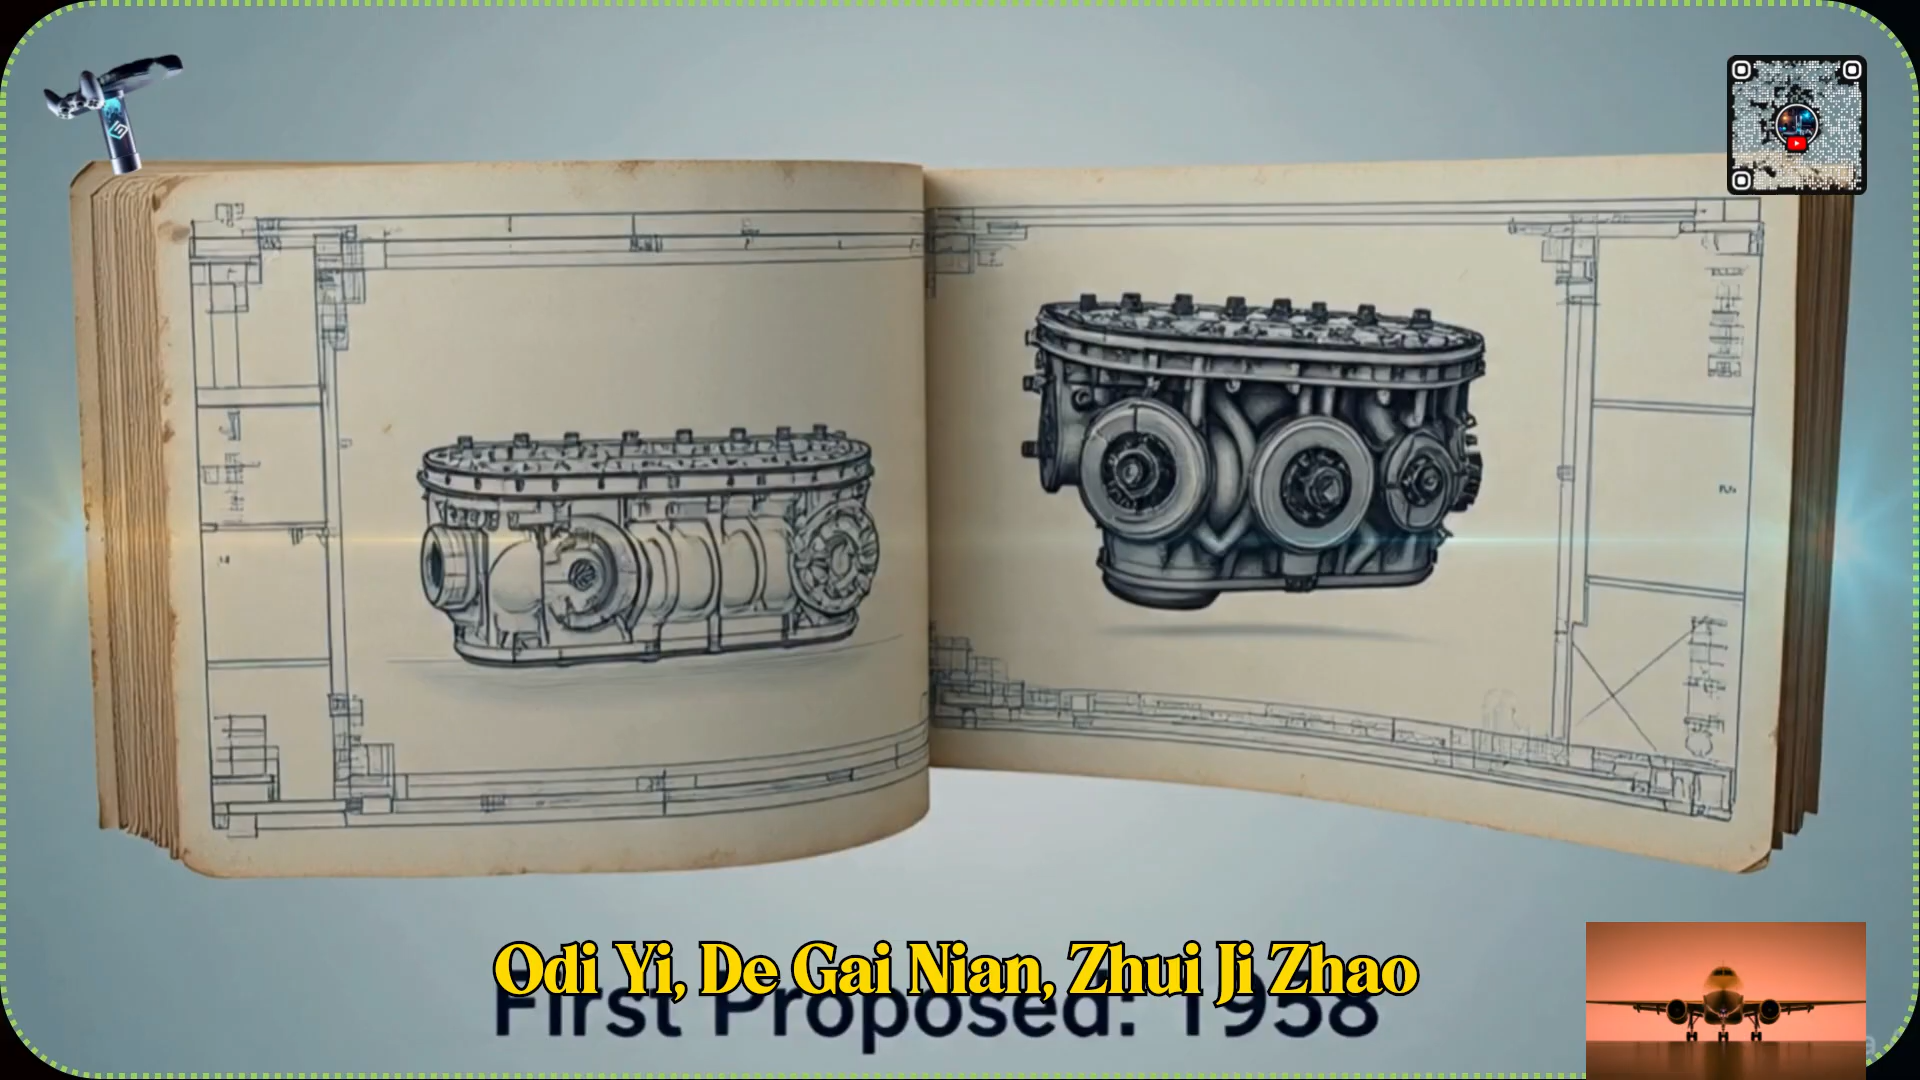 Odi Yi, De Gai Nian, Zhui Ji Zhao
First Proposed: 1958